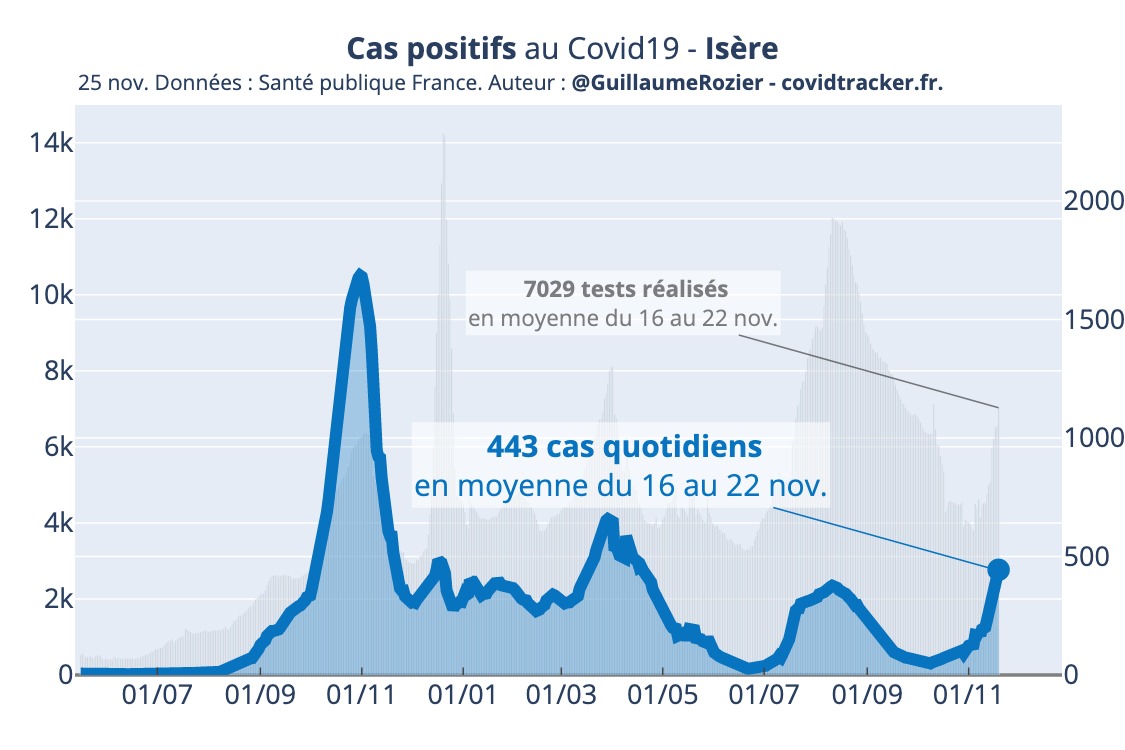 Cas positifs au Covid19 - Isère
25 nov. Données : Santé publique France. Auteur : @GuillaumeRozier - covidtracker.fr.
14k
12k
10k
8k
6k
4k
2k
0
2000
1500
1000
500
0
7029 tests réalisés
en moyenne du 16 au 22 nov.
443 cas quotidiens
en moyenne du 16 au 22 nov.
01/07 01/09 01/11 01/01 01/03 01/05 01/07 01/09 01/11